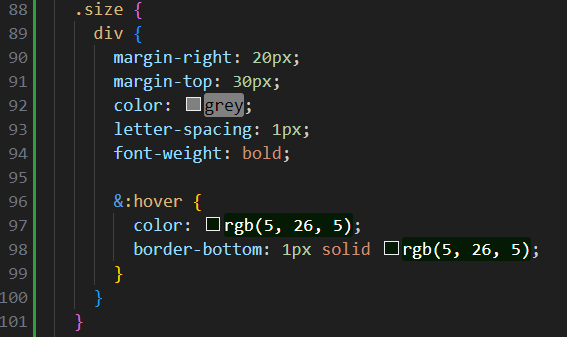 88 .size {
89 div {
90 margin-right: 20px;
91 margin-top: 30px;
92 color: grey;
93 letter-spacing: 1px;
94 font-weight: bold;
95
96 &:hover {
97 color: rgb(5, 26, 5);
98 border-bottom: 1px solid rgb(5, 26, 5);
99 }
100 }
101 }